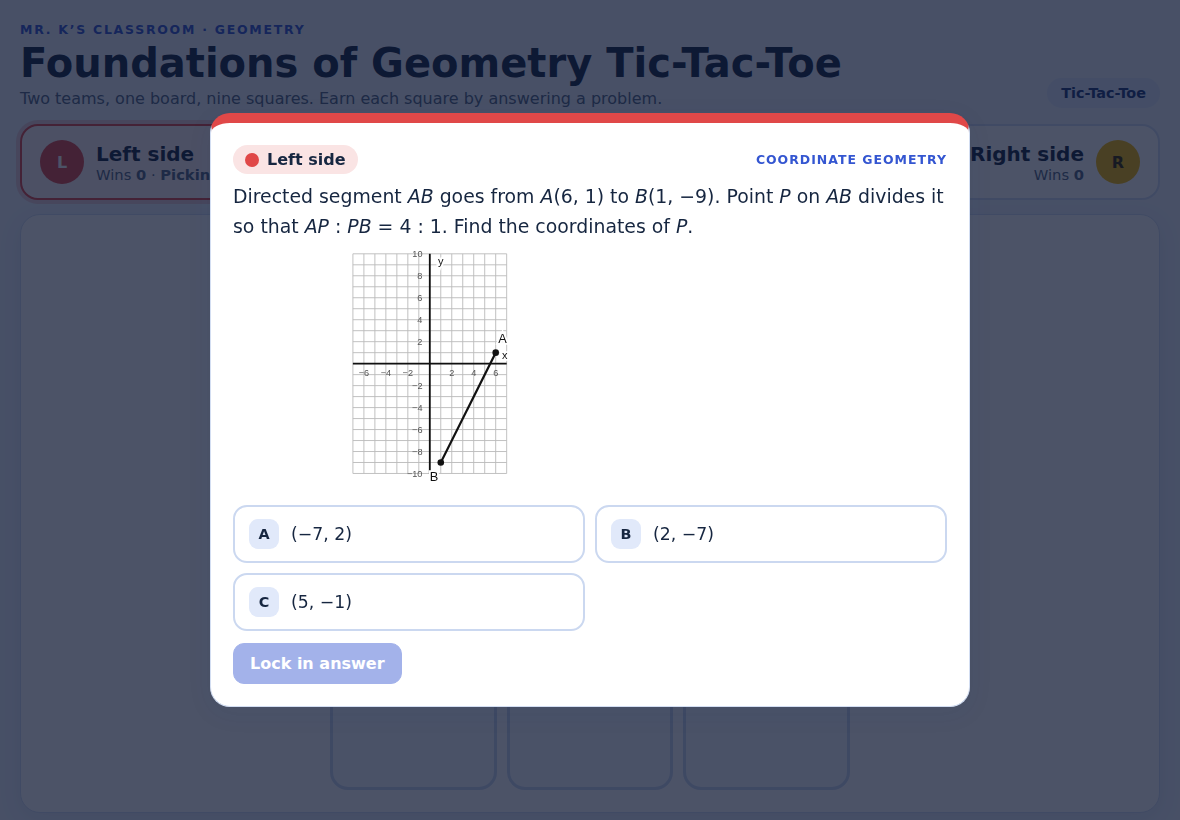 MR. K’S CLASSROOM · GEOMETRY
Foundations of Geometry Tic-Tac-Toe
Two teams, one board, nine squares. Earn each square by answering a problem.
Tic-Tac-Toe
L
Left side
Wins 0 · Pickin
Right side
Wins 0
R
Left side
COORDINATE GEOMETRY
Directed segment AB goes from A(6, 1) to B(1, −9). Point P on AB divides it
so that AP : PB = 4 : 1. Find the coordinates of P.
10
y
8
6
4
2
A
x
−6 −4 −2 2 4 6
−2
−4
−6
−8
−10
B
A (−7, 2)
B (2, −7)
C (5, −1)
Lock in answer